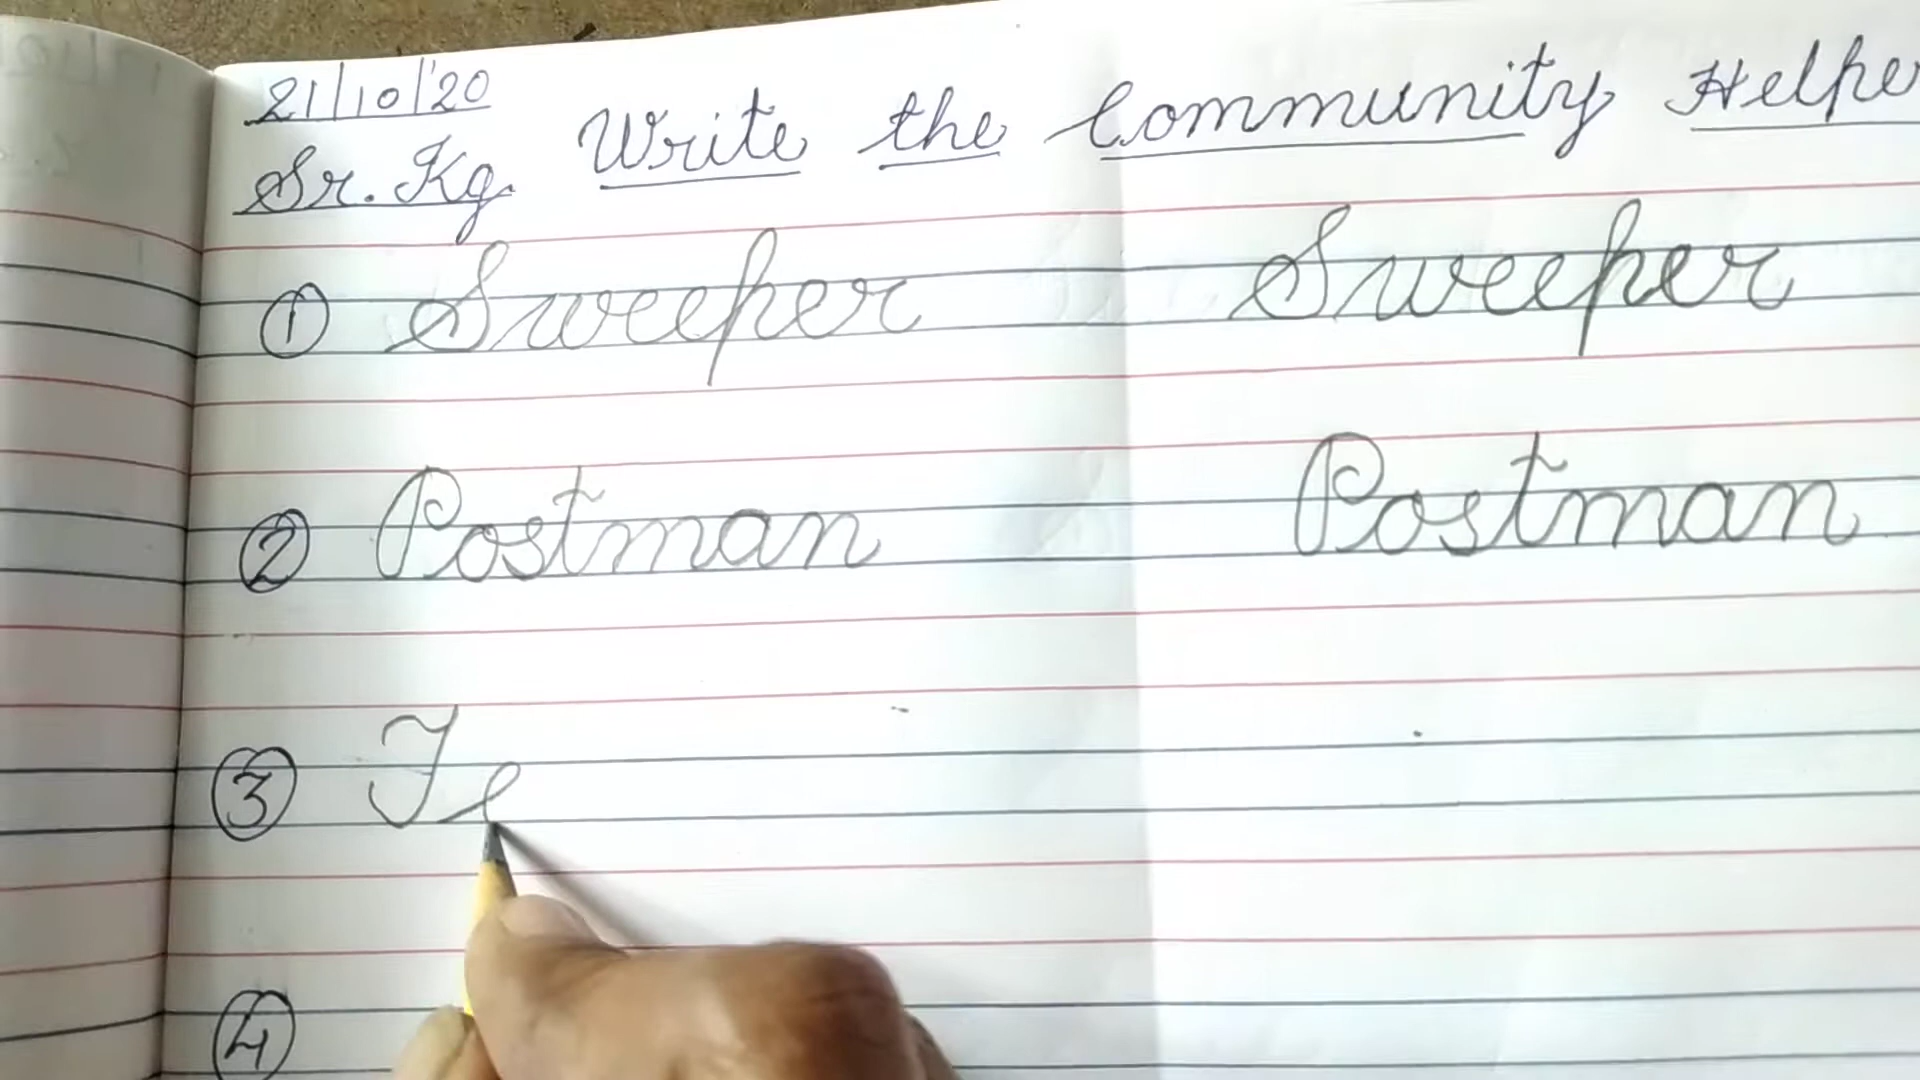 21/10/'20
Write the Community Helpe
Sr. Kg.
① Sweeper Sweeper
② Postman Postman
③ Te
④